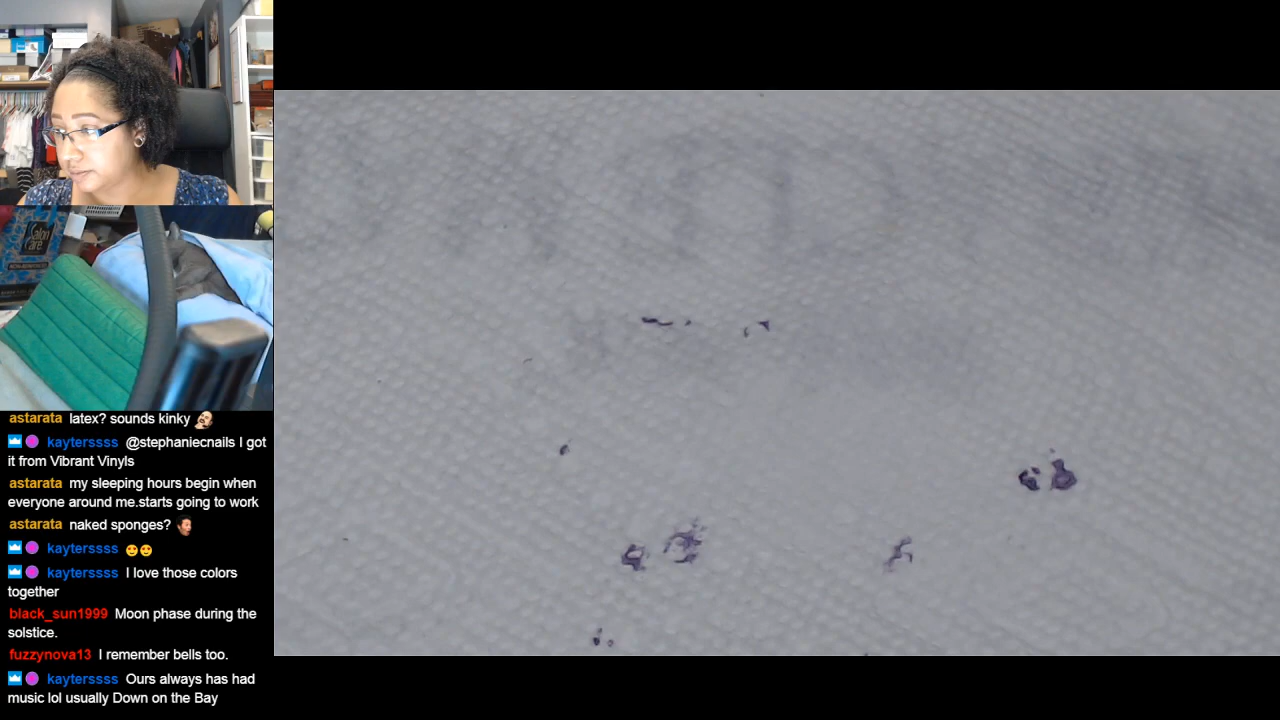 Salon
Care
astarata latex? sounds kinky
kayterssss @stephaniecnails I got
it from Vibrant Vinyls
astarata my sleeping hours begin when
everyone around me.starts going to work
astarata naked sponges?
kayterssss
kayterssss I love those colors
together
black_sun1999 Moon phase during the
solstice.
fuzzynova13 I remember bells too.
kayterssss Ours always has had
music lol usually Down on the Bay